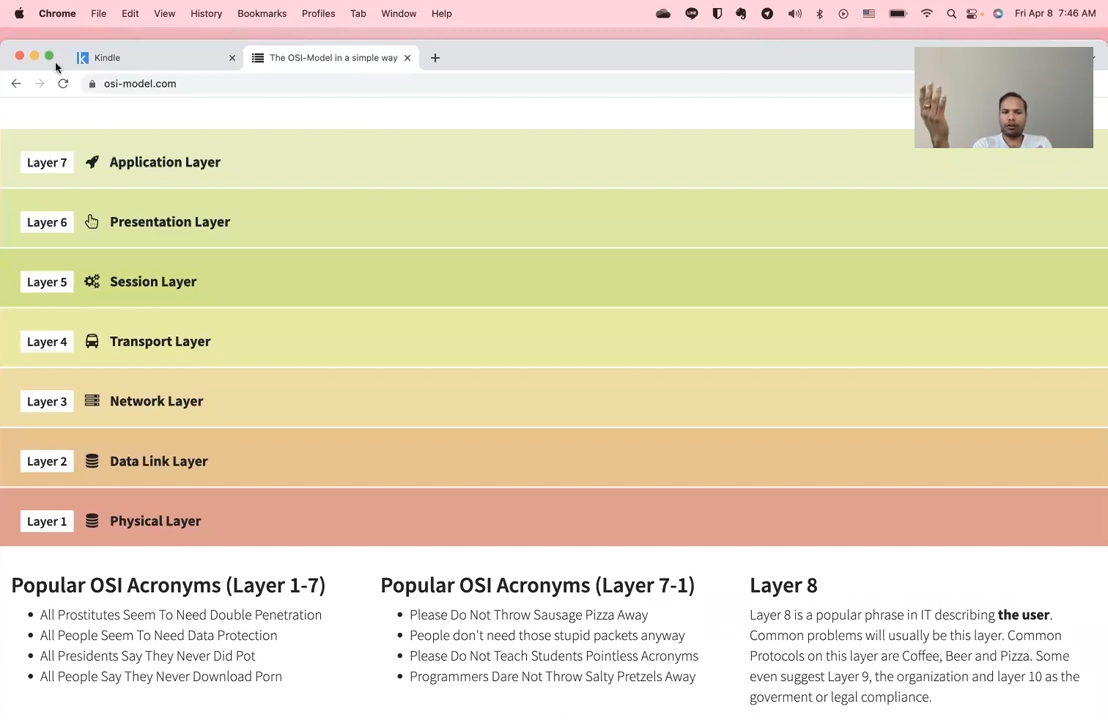 Chrome File Edit View History Bookmarks Profiles Tab Window Help LINE Fri Apr 8 7:46 AM
Kindle The OSI-Model in a simple way
osi-model.com
Layer 7 Application Layer
Layer 6 Presentation Layer
Layer 5 Session Layer
Layer 4 Transport Layer
Layer 3 Network Layer
Layer 2 Data Link Layer
Layer 1 Physical Layer
Popular OSI Acronyms (Layer 1-7)
All Prostitutes Seem To Need Double Penetration
All People Seem To Need Data Protection
All Presidents Say They Never Did Pot
All People Say They Never Download Porn
Popular OSI Acronyms (Layer 7-1)
Please Do Not Throw Sausage Pizza Away
People don't need those stupid packets anyway
Please Do Not Teach Students Pointless Acronyms
Programmers Dare Not Throw Salty Pretzels Away
Layer 8
Layer 8 is a popular phrase in IT describing the user.
Common problems will usually be this layer. Common
Protocols on this layer are Coffee, Beer and Pizza. Some
even suggest Layer 9, the organization and layer 10 as the
goverment or legal compliance.